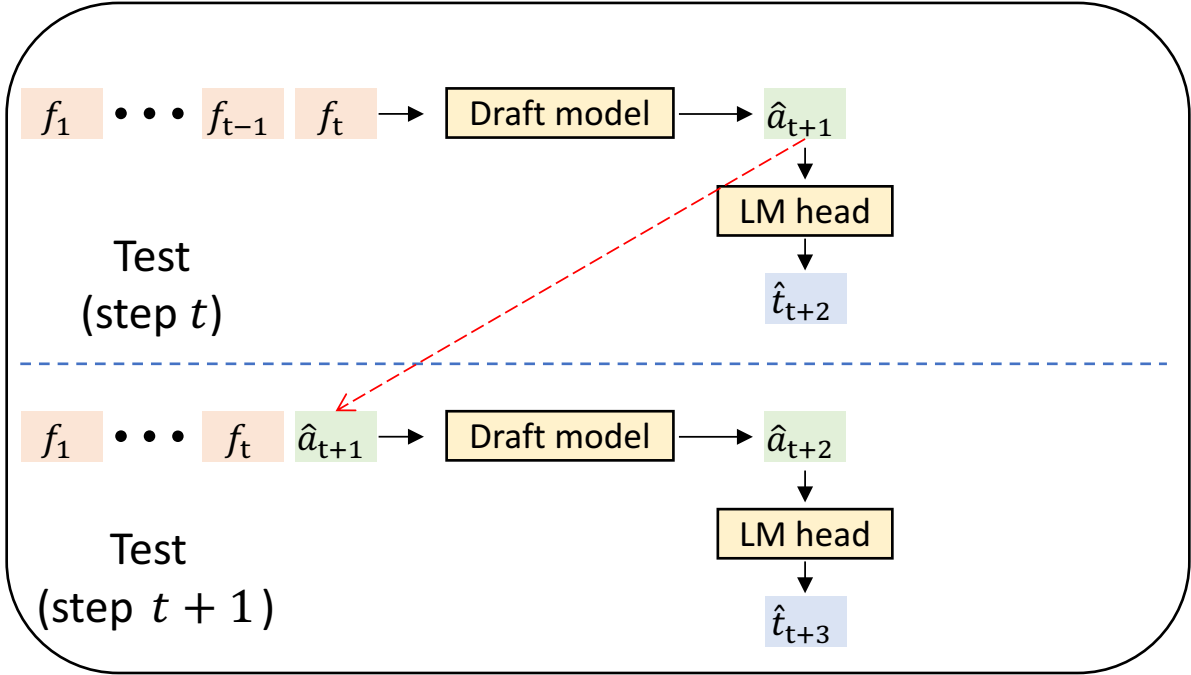 f₁ ••• fₜ₋₁ fₜ Draft model âₜ₊₁
LM head
t̂ₜ₊₂
Test
(step t)
f₁ ••• fₜ âₜ₊₁ Draft model âₜ₊₂
LM head
t̂ₜ₊₃
Test
(step t + 1)